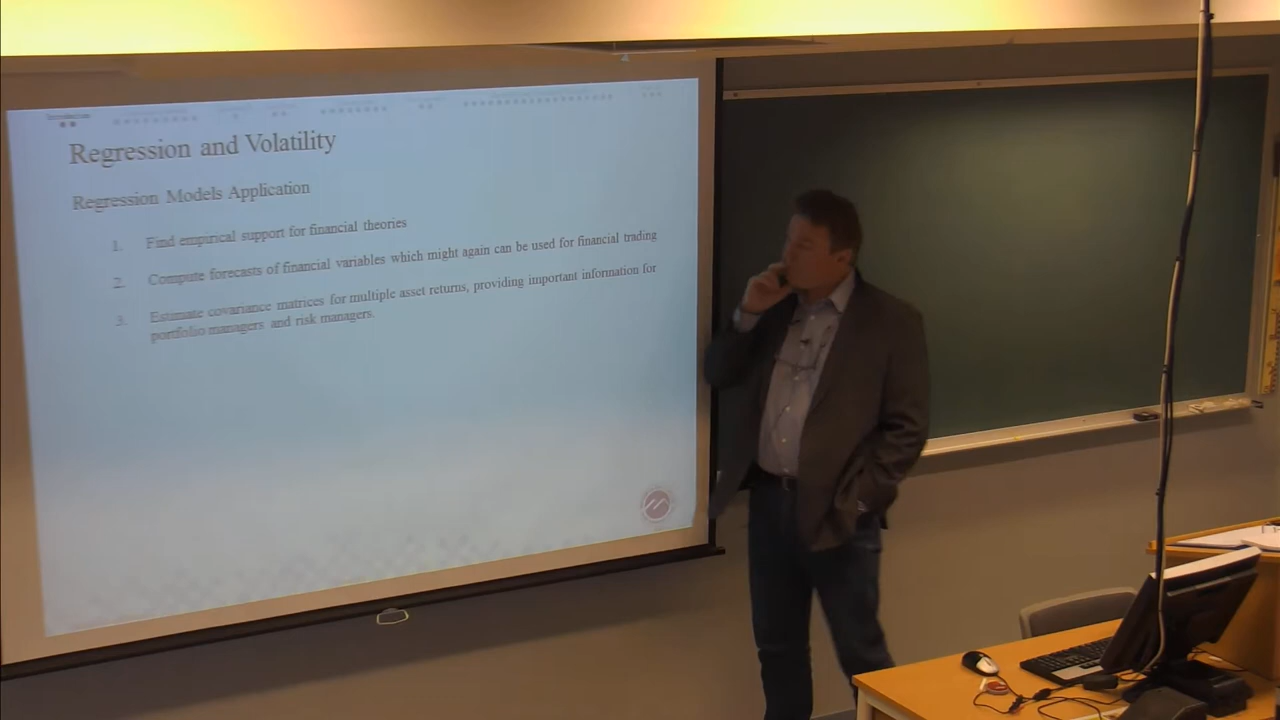 Introduction
Regression and Volatility
Regression Models Application
1. Find empirical support for financial theories
2. Compute forecasts of financial variables which might again can be used for financial trading
3. Estimate covariance matrices for multiple asset returns, providing important information for
portfolio managers and risk managers.